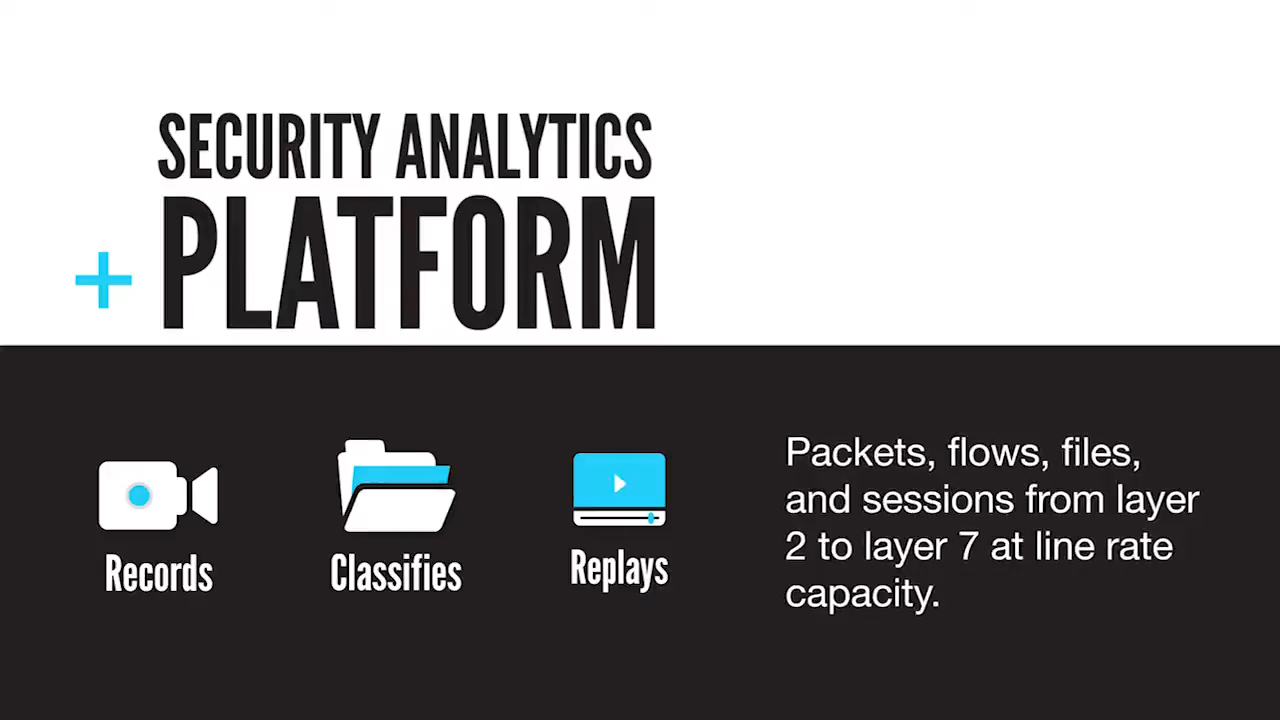 SECURITY ANALYTICS
+ PLATFORM
Records
Classifies
Replays
Packets, flows, files,
and sessions from layer
2 to layer 7 at line rate
capacity.